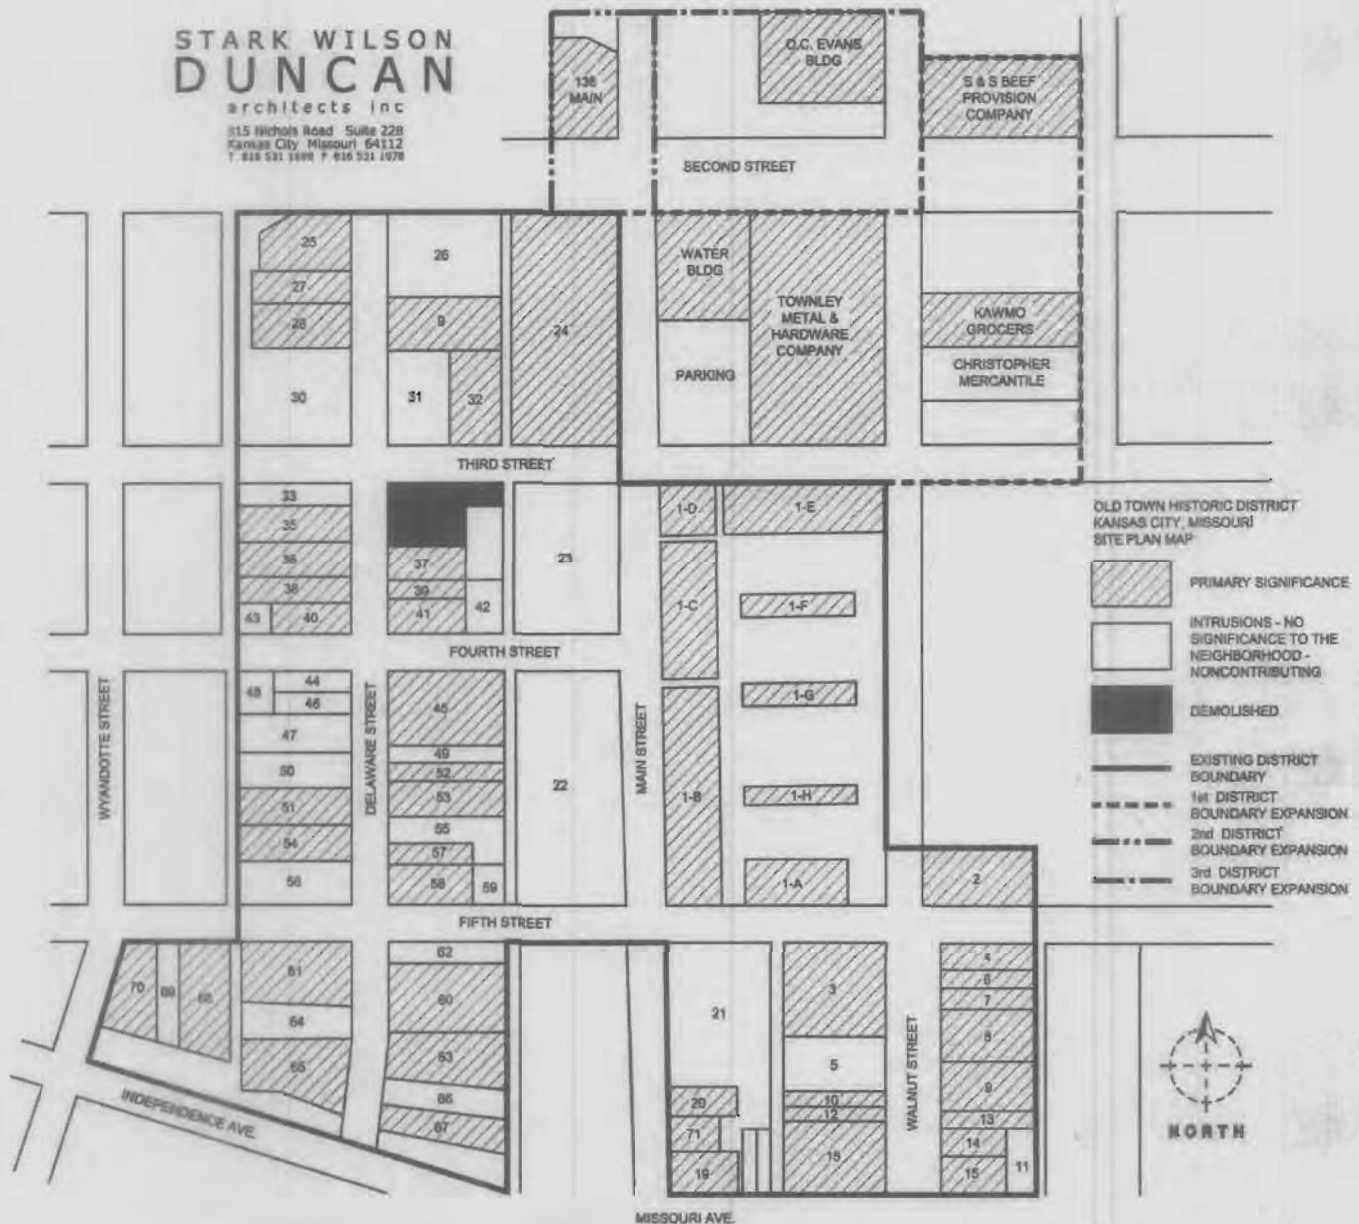 STARK WILSON
DUNCAN
architects inc
315 Nichols Road Suite 228
Kansas City Missouri 64112
T 816 531 1698 F 816 531 1978
136
MAIN
O.C. EVANS
BLDG
S & S BEEF
PROVISION
COMPANY
SECOND STREET
25
26
27
28
9
24
30
31
32
WATER
BLDG
TOWNLEY
METAL &
HARDWARE
COMPANY
PARKING
KAWMO
GROCERS
CHRISTOPHER
MERCANTILE
THIRD STREET
33
35
36
38
43
40
37
39
41
42
23
1-D
1-E
1-C
1-F
1-G
1-B
1-H
1-A
2
OLD TOWN HISTORIC DISTRICT
KANSAS CITY, MISSOURI
SITE PLAN MAP
PRIMARY SIGNIFICANCE
INTRUSIONS - NO
SIGNIFICANCE TO THE
NEIGHBORHOOD -
NONCONTRIBUTING
DEMOLISHED
EXISTING DISTRICT
BOUNDARY
1st DISTRICT
BOUNDARY EXPANSION
2nd DISTRICT
BOUNDARY EXPANSION
3rd DISTRICT
BOUNDARY EXPANSION
FOURTH STREET
WYANDOTTE STREET
DELAWARE STREET
MAIN STREET
48
44
46
47
50
51
54
56
45
49
52
53
55
57
58
59
22
FIFTH STREET
70
69
68
61
64
65
62
60
63
66
67
INDEPENDENCE AVE.
21
20
71
19
3
5
10
12
18
WALNUT STREET
4
6
7
8
9
13
14
15
11
NORTH
MISSOURI AVE.